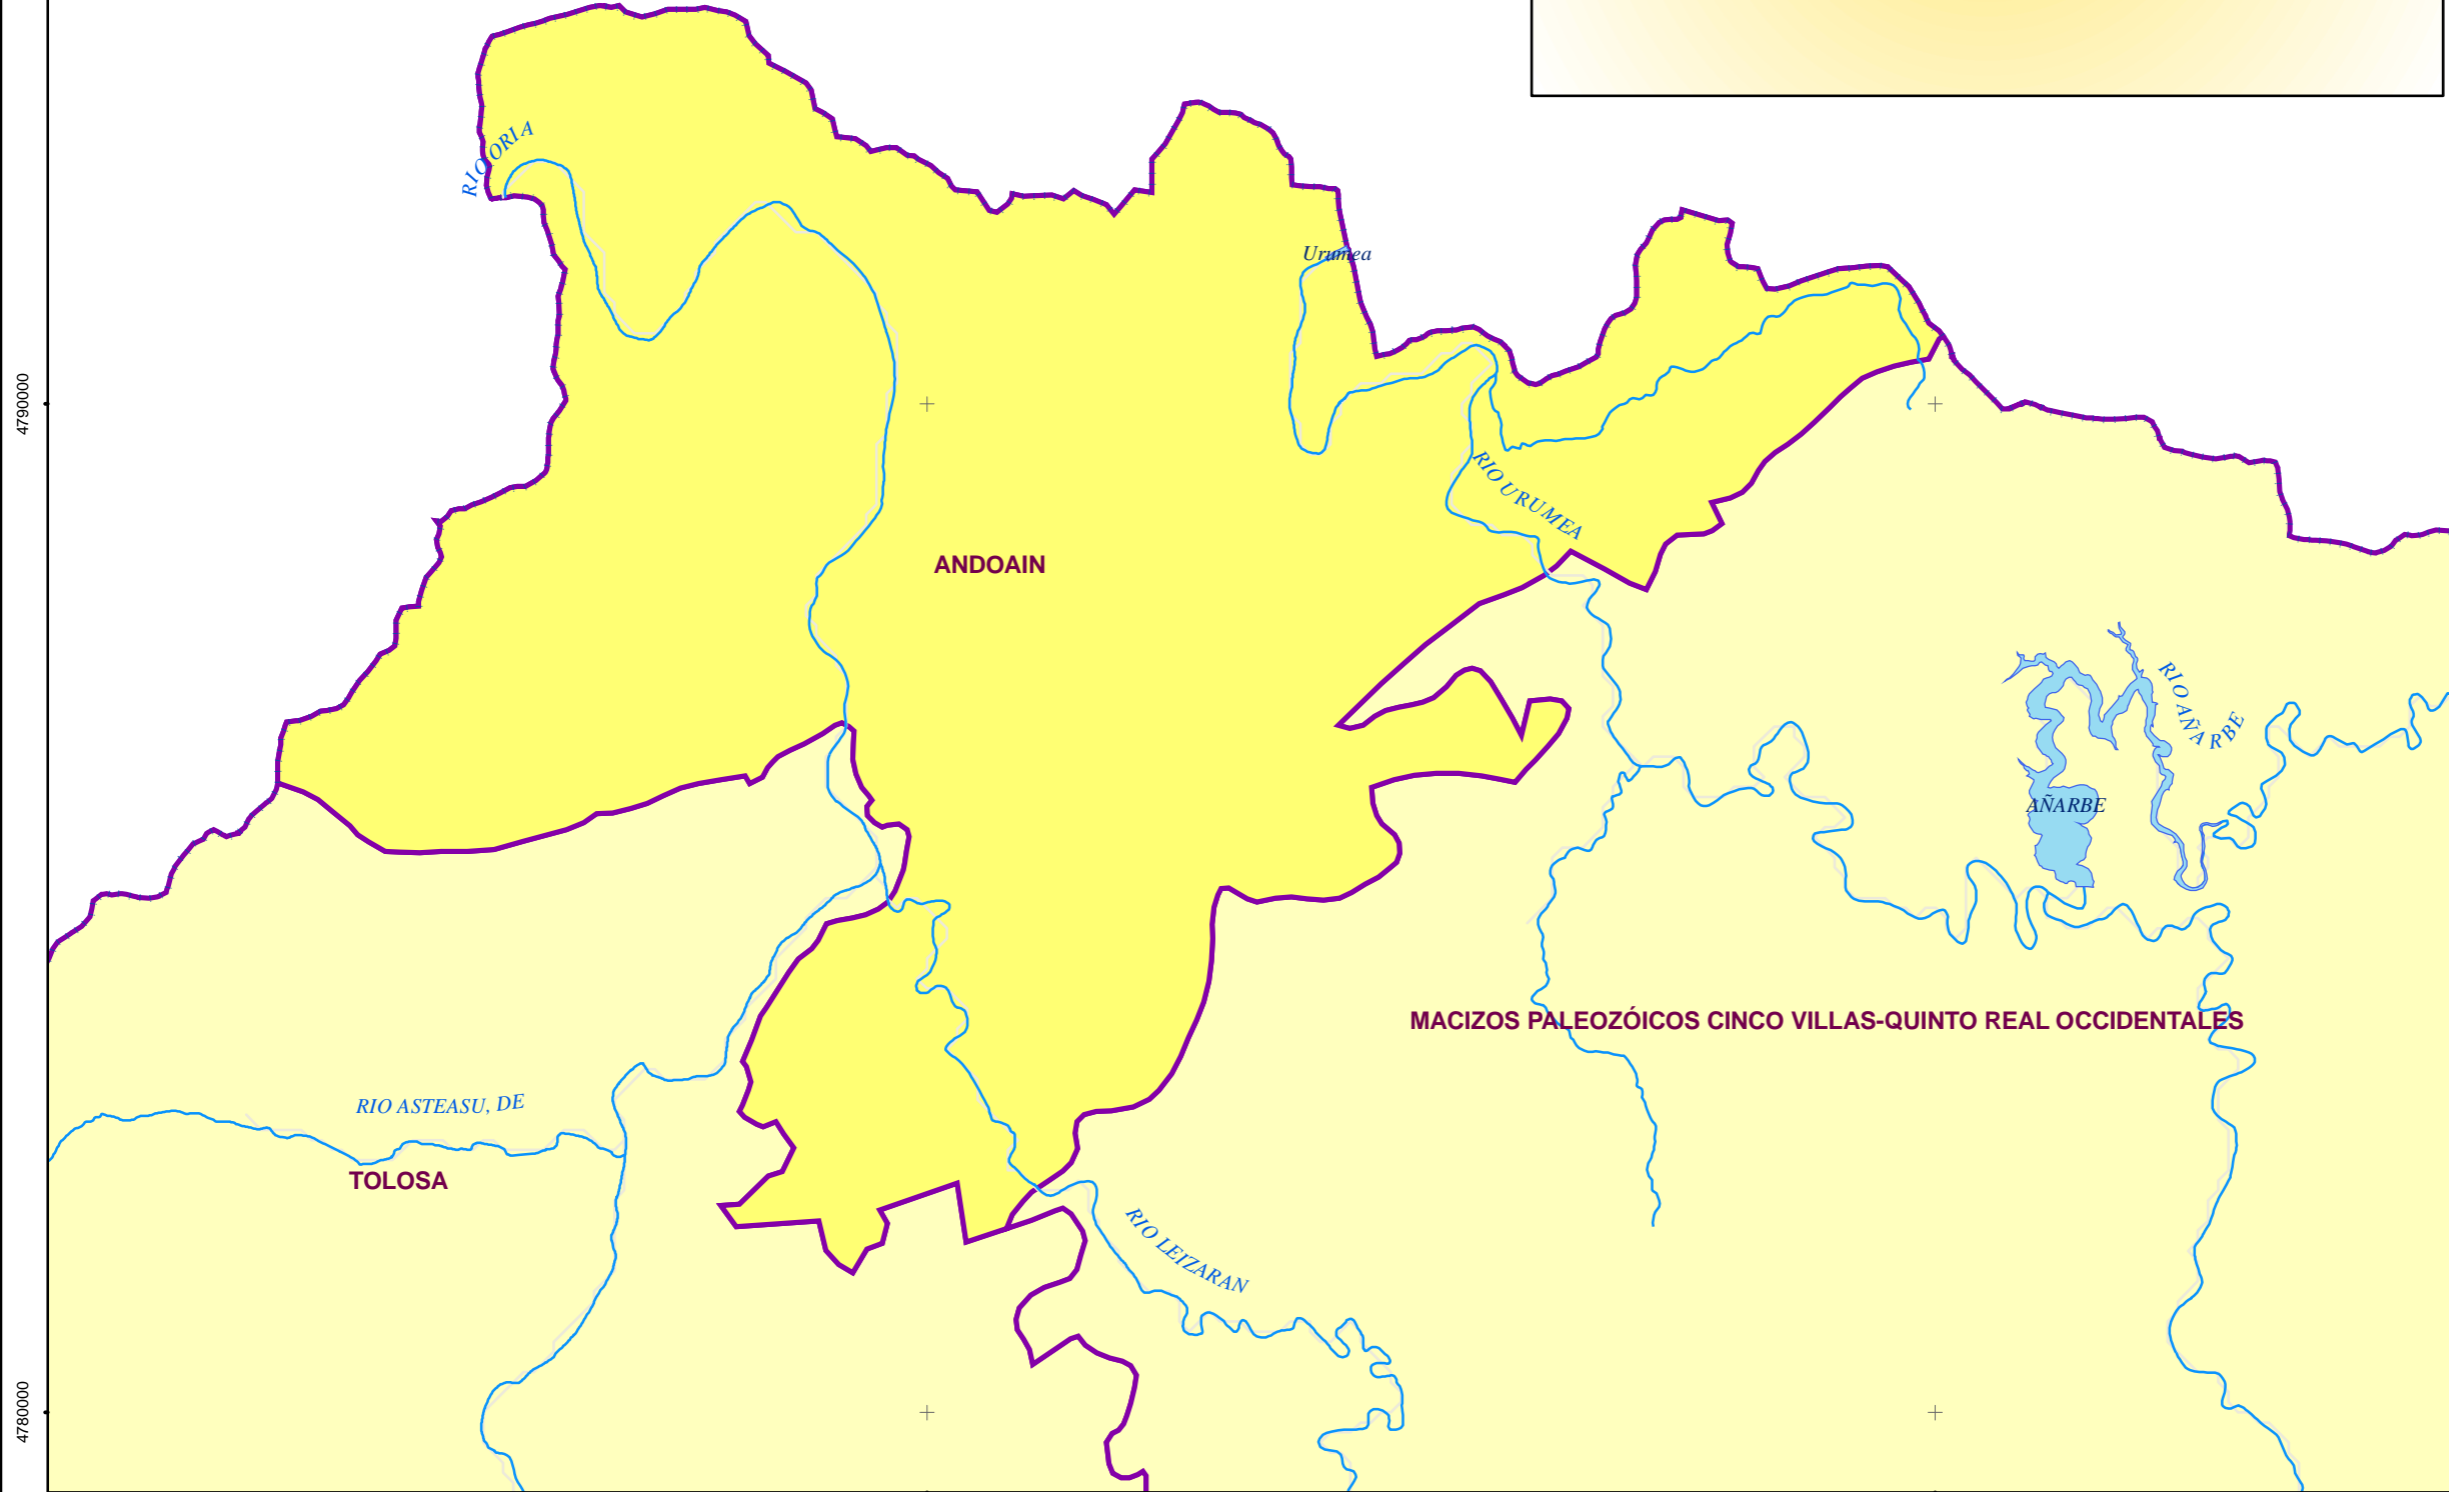 RIO ORIA
Urumea
4790000
RIO URUMEA
ANDOAIN
RIO AÑARBE
AÑARBE
MACIZOS PALEOZÓICOS CINCO VILLAS-QUINTO REAL OCCIDENTALES
RIO ASTEASU, DE
TOLOSA
RIO LEIZARAN
4780000